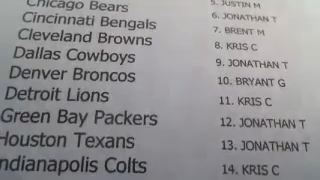 Chicago Bears 5. JUSTIN M
Cincinnati Bengals 6. JONATHAN T
Cleveland Browns 7. BRENT M
Dallas Cowboys 8. KRIS C
Denver Broncos 9. JONATHAN T
Detroit Lions 10. BRYANT G
Green Bay Packers 11. KRIS C
Houston Texans 12. JONATHAN T
Indianapolis Colts 13. JONATHAN T
14. KRIS C